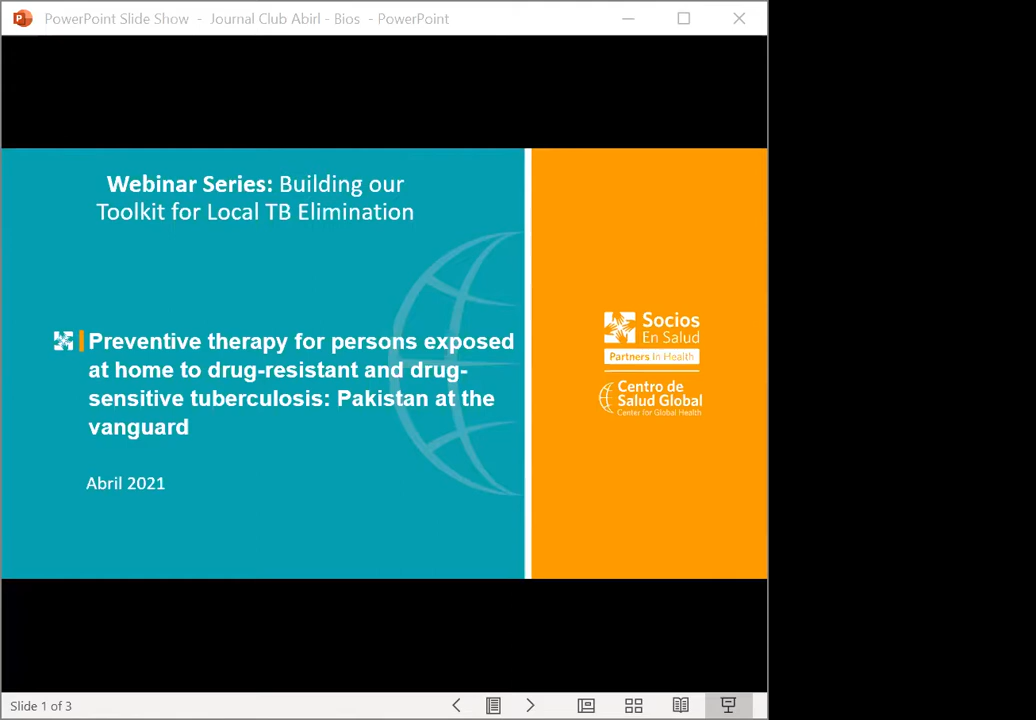 PowerPoint Slide Show - Journal Club Abirl - Bios - PowerPoint
Webinar Series: Building our
Toolkit for Local TB Elimination
Preventive therapy for persons exposed
at home to drug-resistant and drug-
sensitive tuberculosis: Pakistan at the
vanguard
Abril 2021
Socios
En Salud
Partners In Health
Centro de
Salud Global
Center for Global Health
Slide 1 of 3